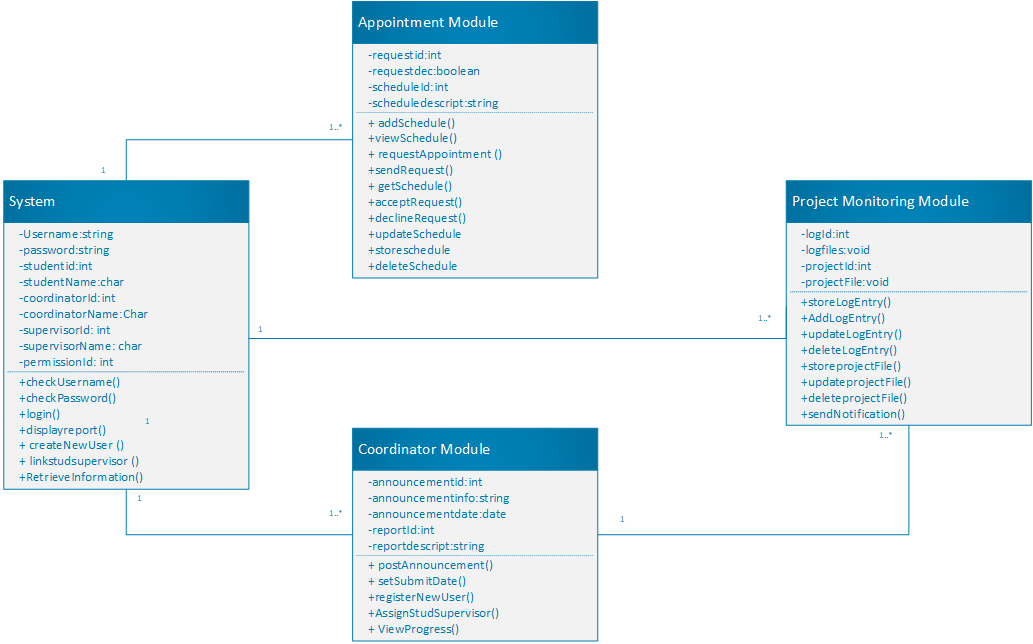 Appointment Module
-requestid:int
-requestdec:boolean
-scheduleId:int
-scheduledescript:string
+ addSchedule()
+viewSchedule()
+ requestAppointment ()
+sendRequest()
+ getSchedule()
+acceptRequest()
+declineRequest()
+updateSchedule
+storeschedule
+deleteSchedule
1..*
1
System
-Username:string
-password:string
-studentid:int
-studentName:char
-coordinatorId:int
-coordinatorName:Char
-supervisorId: int
-supervisorName: char
-permissionId: int
+checkUsername()
+checkPassword()
+login()
+displayreport()
+ createNewUser ()
+ linkstudsupervisor ()
+RetrieveInformation()
1
1
1..*
Project Monitoring Module
-logId:int
-logfiles:void
-projectId:int
-projectFile:void
+storeLogEntry()
+AddLogEntry()
+updateLogEntry()
+deleteLogEntry()
+storeprojectFile()
+updateprojectFile()
+deleteprojectFile()
+sendNotification()
1..*
1
1..*
Coordinator Module
-announcementid:int
-announcementinfo:string
-announcementdate:date
-reportId:int
-reportdescript:string
+ postAnnouncement()
+ setSubmitDate()
+registerNewUser()
+AssignStudSupervisor()
+ ViewProgress()
1